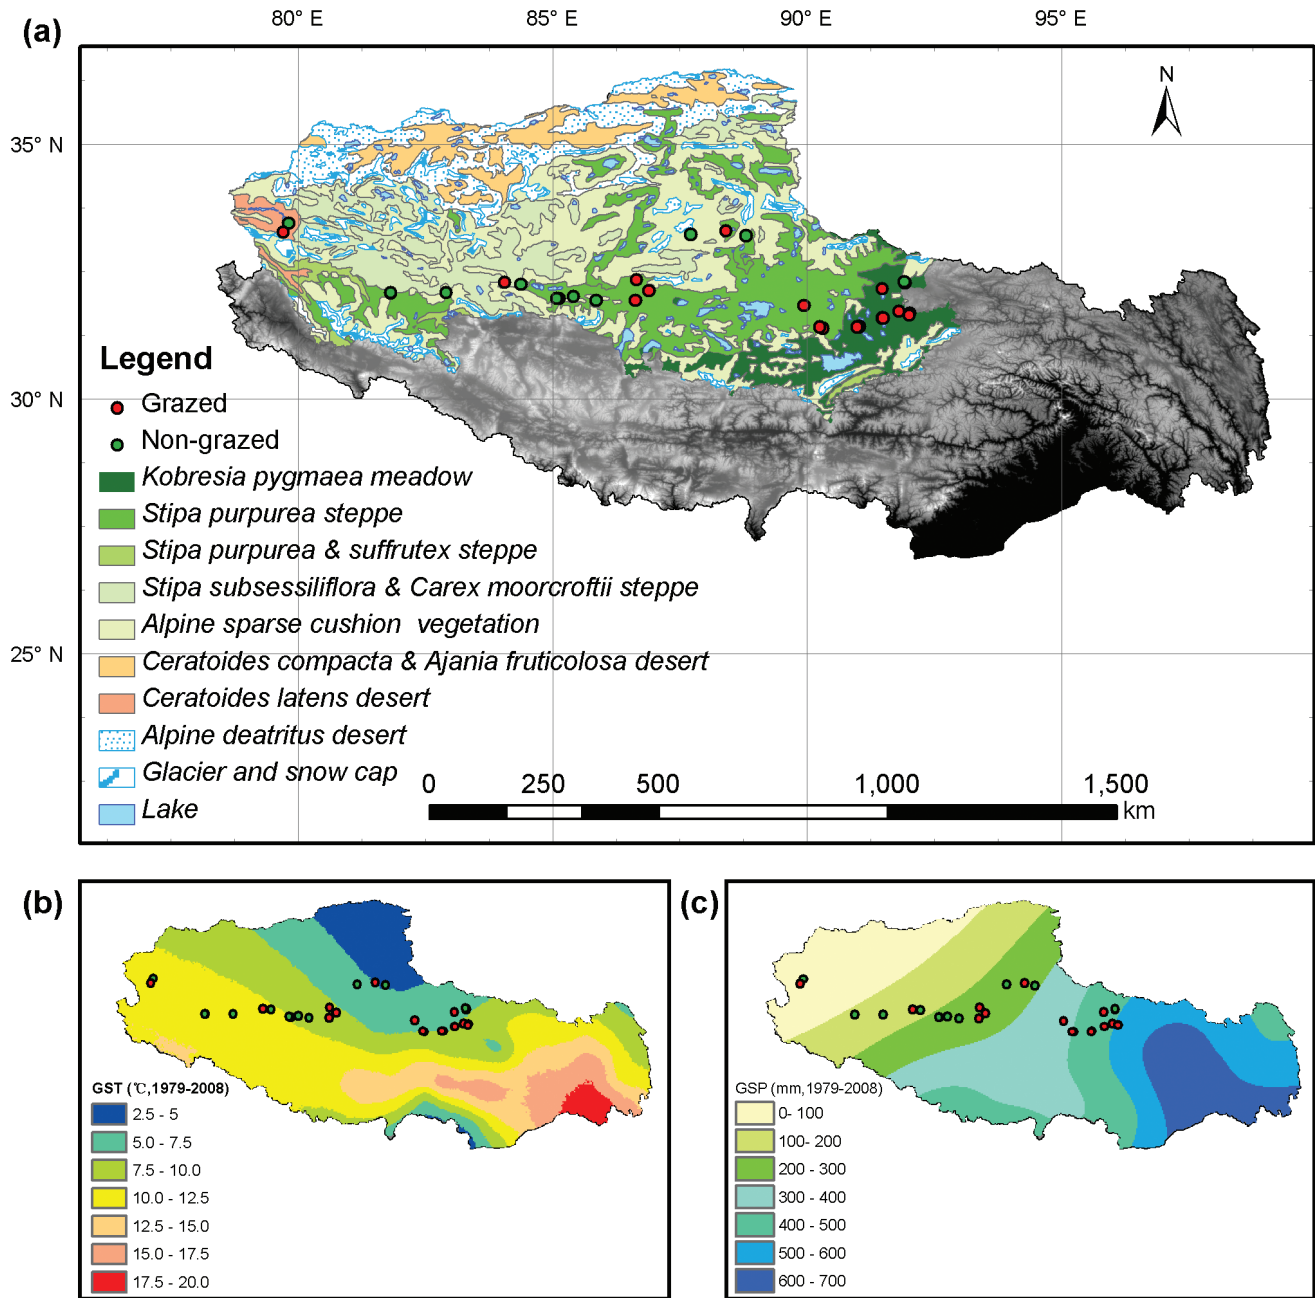 (a)
80° E 85° E 90° E 95° E
N
35° N
30° N
25° N
Legend
Grazed
Non-grazed
Kobresia pygmaea meadow
Stipa purpurea steppe
Stipa purpurea & suffrutex steppe
Stipa subsessiliflora & Carex moorcroftii steppe
Alpine sparse cushion vegetation
Ceratoides compacta & Ajania fruticolosa desert
Ceratoides latens desert
Alpine deatritus desert
Glacier and snow cap
Lake
0 250 500 1,000 1,500
km
(b)
GST (℃,1979-2008)
2.5 - 5
5.0 - 7.5
7.5 - 10.0
10.0 - 12.5
12.5 - 15.0
15.0 - 17.5
17.5 - 20.0
(c)
GSP (mm,1979-2008)
0- 100
100- 200
200 - 300
300 - 400
400 - 500
500 - 600
600 - 700